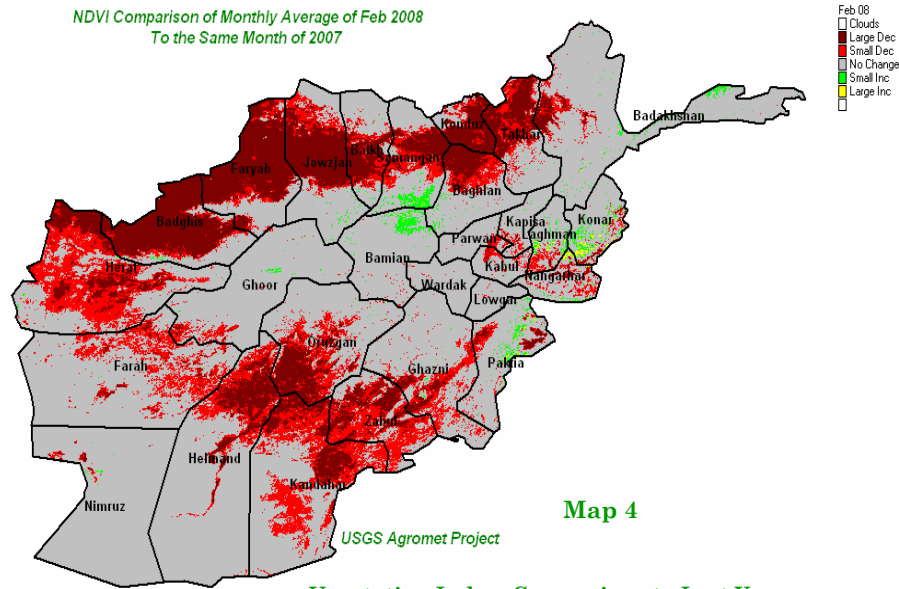 NDVI Comparison of Monthly Average of Feb 2008
To the Same Month of 2007
Feb 08
Clouds
Large Dec
Small Dec
No Change
Small Inc
Large Inc
Badakhshan
Konduz
Takhar
Balkh
Samangan
Jowzjan
Faryab
Baghlan
Badghis
Kapisa
Konar
Laghman
Parwan
Herat
Bamian
Kabul
Nangarhar
Ghoor
Wardak
Lowgar
Oruzgan
Farah
Ghazni
Paktia
Zabul
Helmand
Kandahar
Nimruz
Map 4
USGS Agromet Project